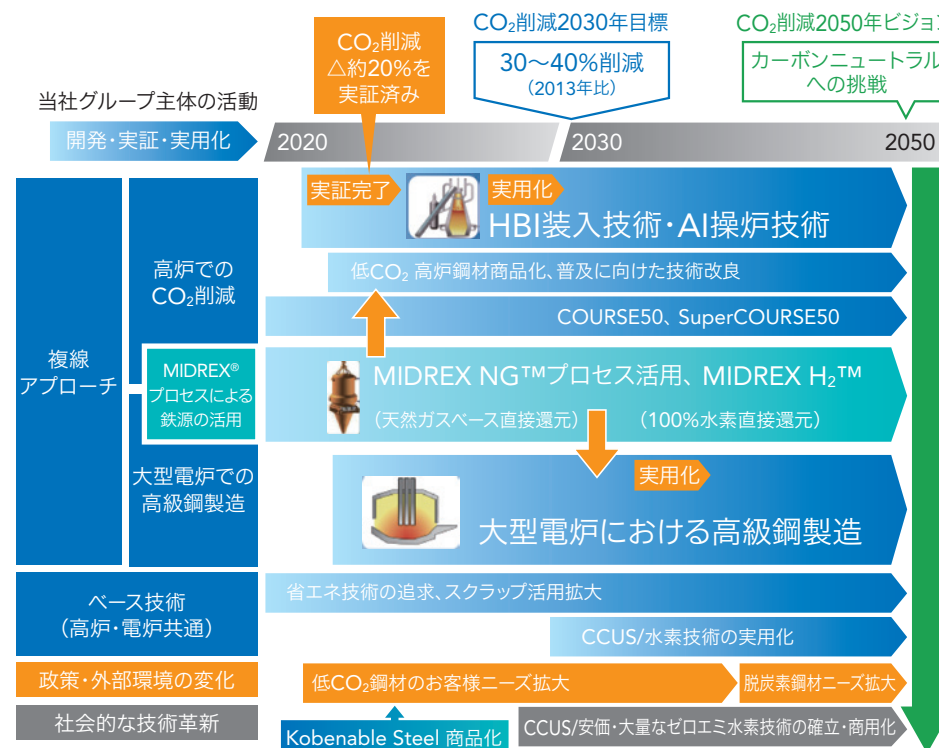 CO₂削減
△約20%を
実証済み
CO₂削減2030年目標
30〜40%削減
(2013年比)
CO₂削減2050年ビジョン
カーボンニュートラル
への挑戦
当社グループ主体の活動
開発・実証・実用化
2020
2030
2050
複線
アプローチ
高炉での
CO₂削減
MIDREX®
プロセスによる
鉄源の活用
大型電炉での
高級鋼製造
実証完了
実用化
HBI装入技術・AI操炉技術
低CO₂ 高炉鋼材商品化、普及に向けた技術改良
COURSE50、SuperCOURSE50
MIDREX NG™プロセス活用、MIDREX H₂™
(天然ガスベース直接還元)
(100%水素直接還元)
実用化
大型電炉における高級鋼製造
ベース技術
(高炉・電炉共通)
省エネ技術の追求、スクラップ活用拡大
CCUS/水素技術の実用化
政策・外部環境の変化
低CO₂鋼材のお客様ニーズ拡大
脱炭素鋼材ニーズ拡大
社会的な技術革新
Kobenable Steel 商品化
CCUS/安価・大量なゼロエミ水素技術の確立・商用化